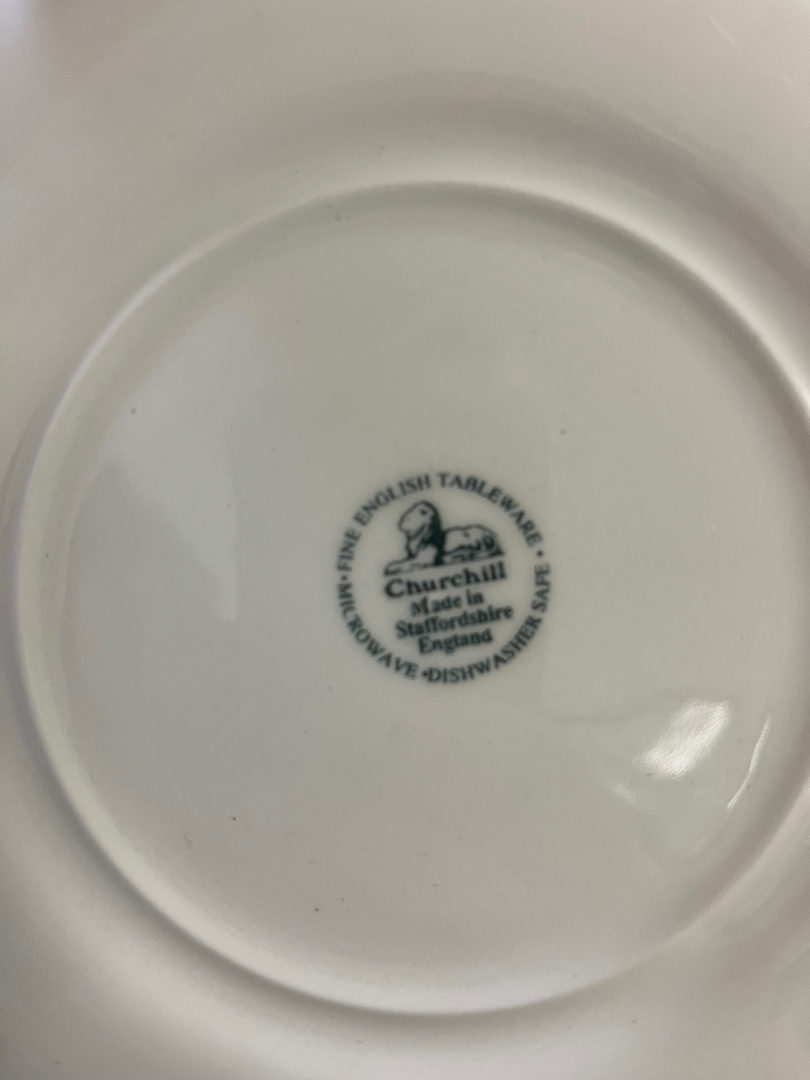 • FINE ENGLISH TABLEWARE •
Churchill
Made in
Staffordshire
England
MICROWAVE • DISHWASHER SAFE